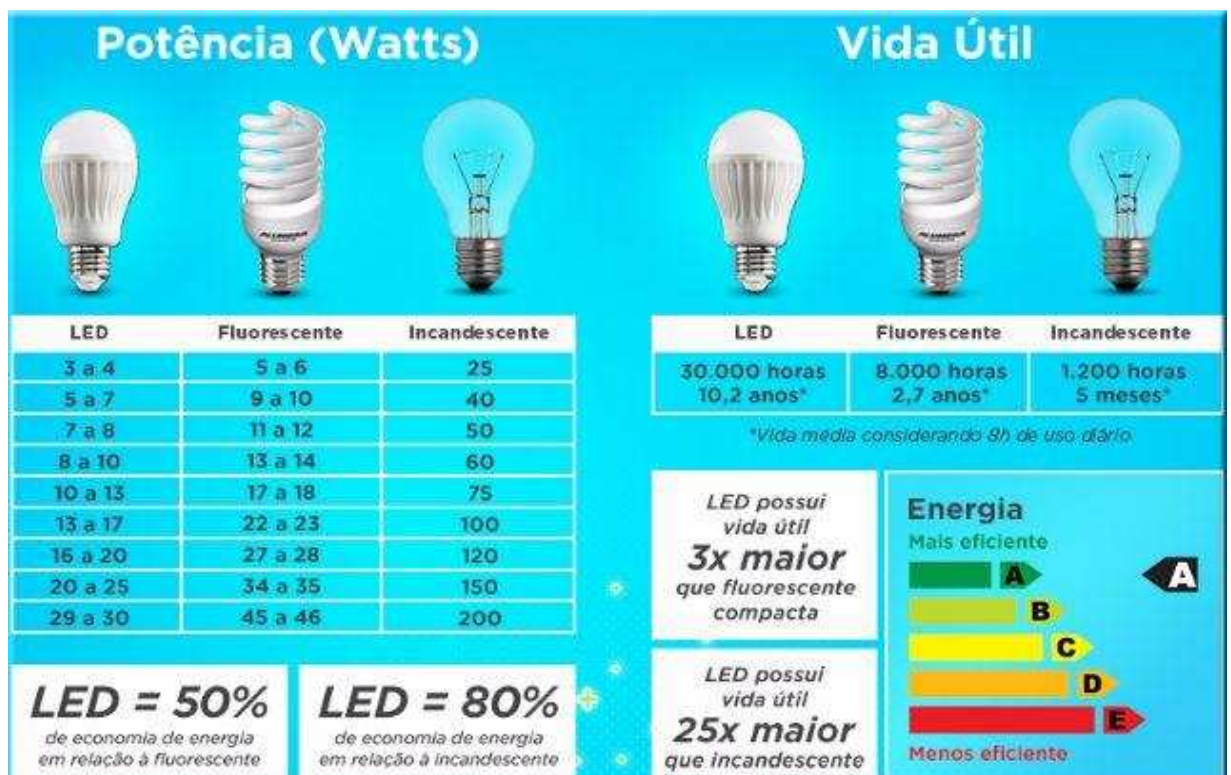 Potência (Watts)
LED Fluorescente Incandescente
3 a 4 5 a 6 25
5 a 7 9 a 10 40
7 a 8 11 a 12 50
8 a 10 13 a 14 60
10 a 13 17 a 18 75
13 a 17 22 a 23 100
16 a 20 27 a 28 120
20 a 25 34 a 35 150
29 a 30 45 a 46 200
LED = 50%
de economia de energia
em relação à fluorescente
LED = 80%
de economia de energia
em relação à incandescente
Vida Útil
LED Fluorescente Incandescente
30.000 horas 8.000 horas 1.200 horas
10,2 anos* 2,7 anos* 5 meses*
*Vida média considerando 8h de uso diário
LED possui
vida útil
3x maior
que fluorescente
compacta
LED possui
vida útil
25x maior
que incandescente
Energia
Mais eficiente
A A
B
C
D
E
Menos eficiente